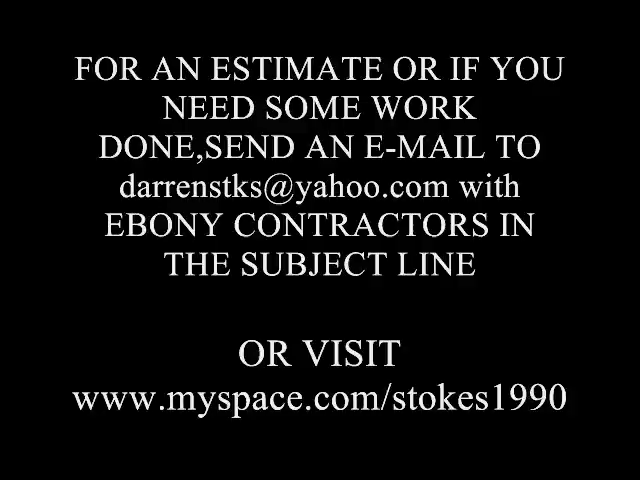 FOR AN ESTIMATE OR IF YOU
NEED SOME WORK
DONE,SEND AN E-MAIL TO
darrenstks@yahoo.com with
EBONY CONTRACTORS IN
THE SUBJECT LINE
OR VISIT
www.myspace.com/stokes1990